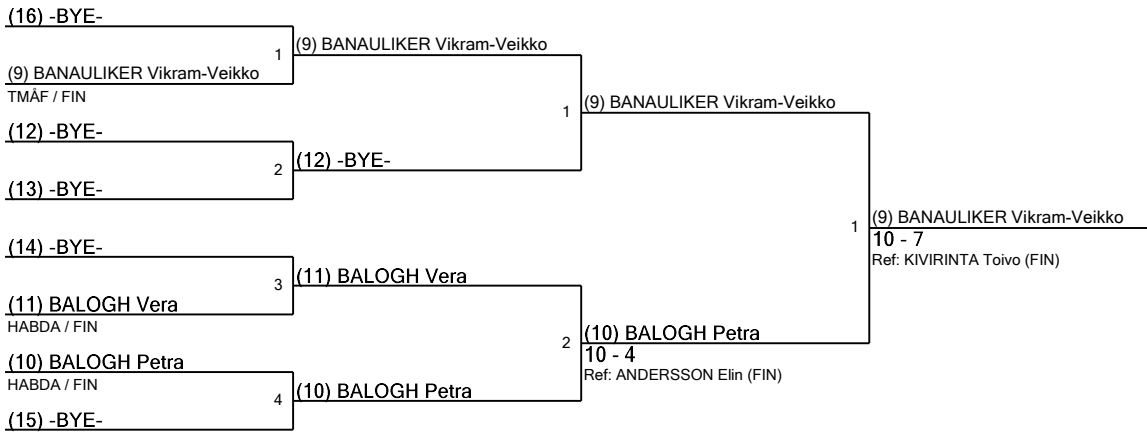 (16) -BYE-
1
(9) BANAULIKER Vikram-Veikko
(9) BANAULIKER Vikram-Veikko
TMÅF / FIN
1
(9) BANAULIKER Vikram-Veikko
(12) -BYE-
2
(12) -BYE-
(13) -BYE-
1
(9) BANAULIKER Vikram-Veikko
10 - 7
Ref: KIVIRINTA Toivo (FIN)
(14) -BYE-
3
(11) BALOGH Vera
(11) BALOGH Vera
HABDA / FIN
2
(10) BALOGH Petra
10 - 4
Ref: ANDERSSON Elin (FIN)
(10) BALOGH Petra
HABDA / FIN
4
(10) BALOGH Petra
(15) -BYE-